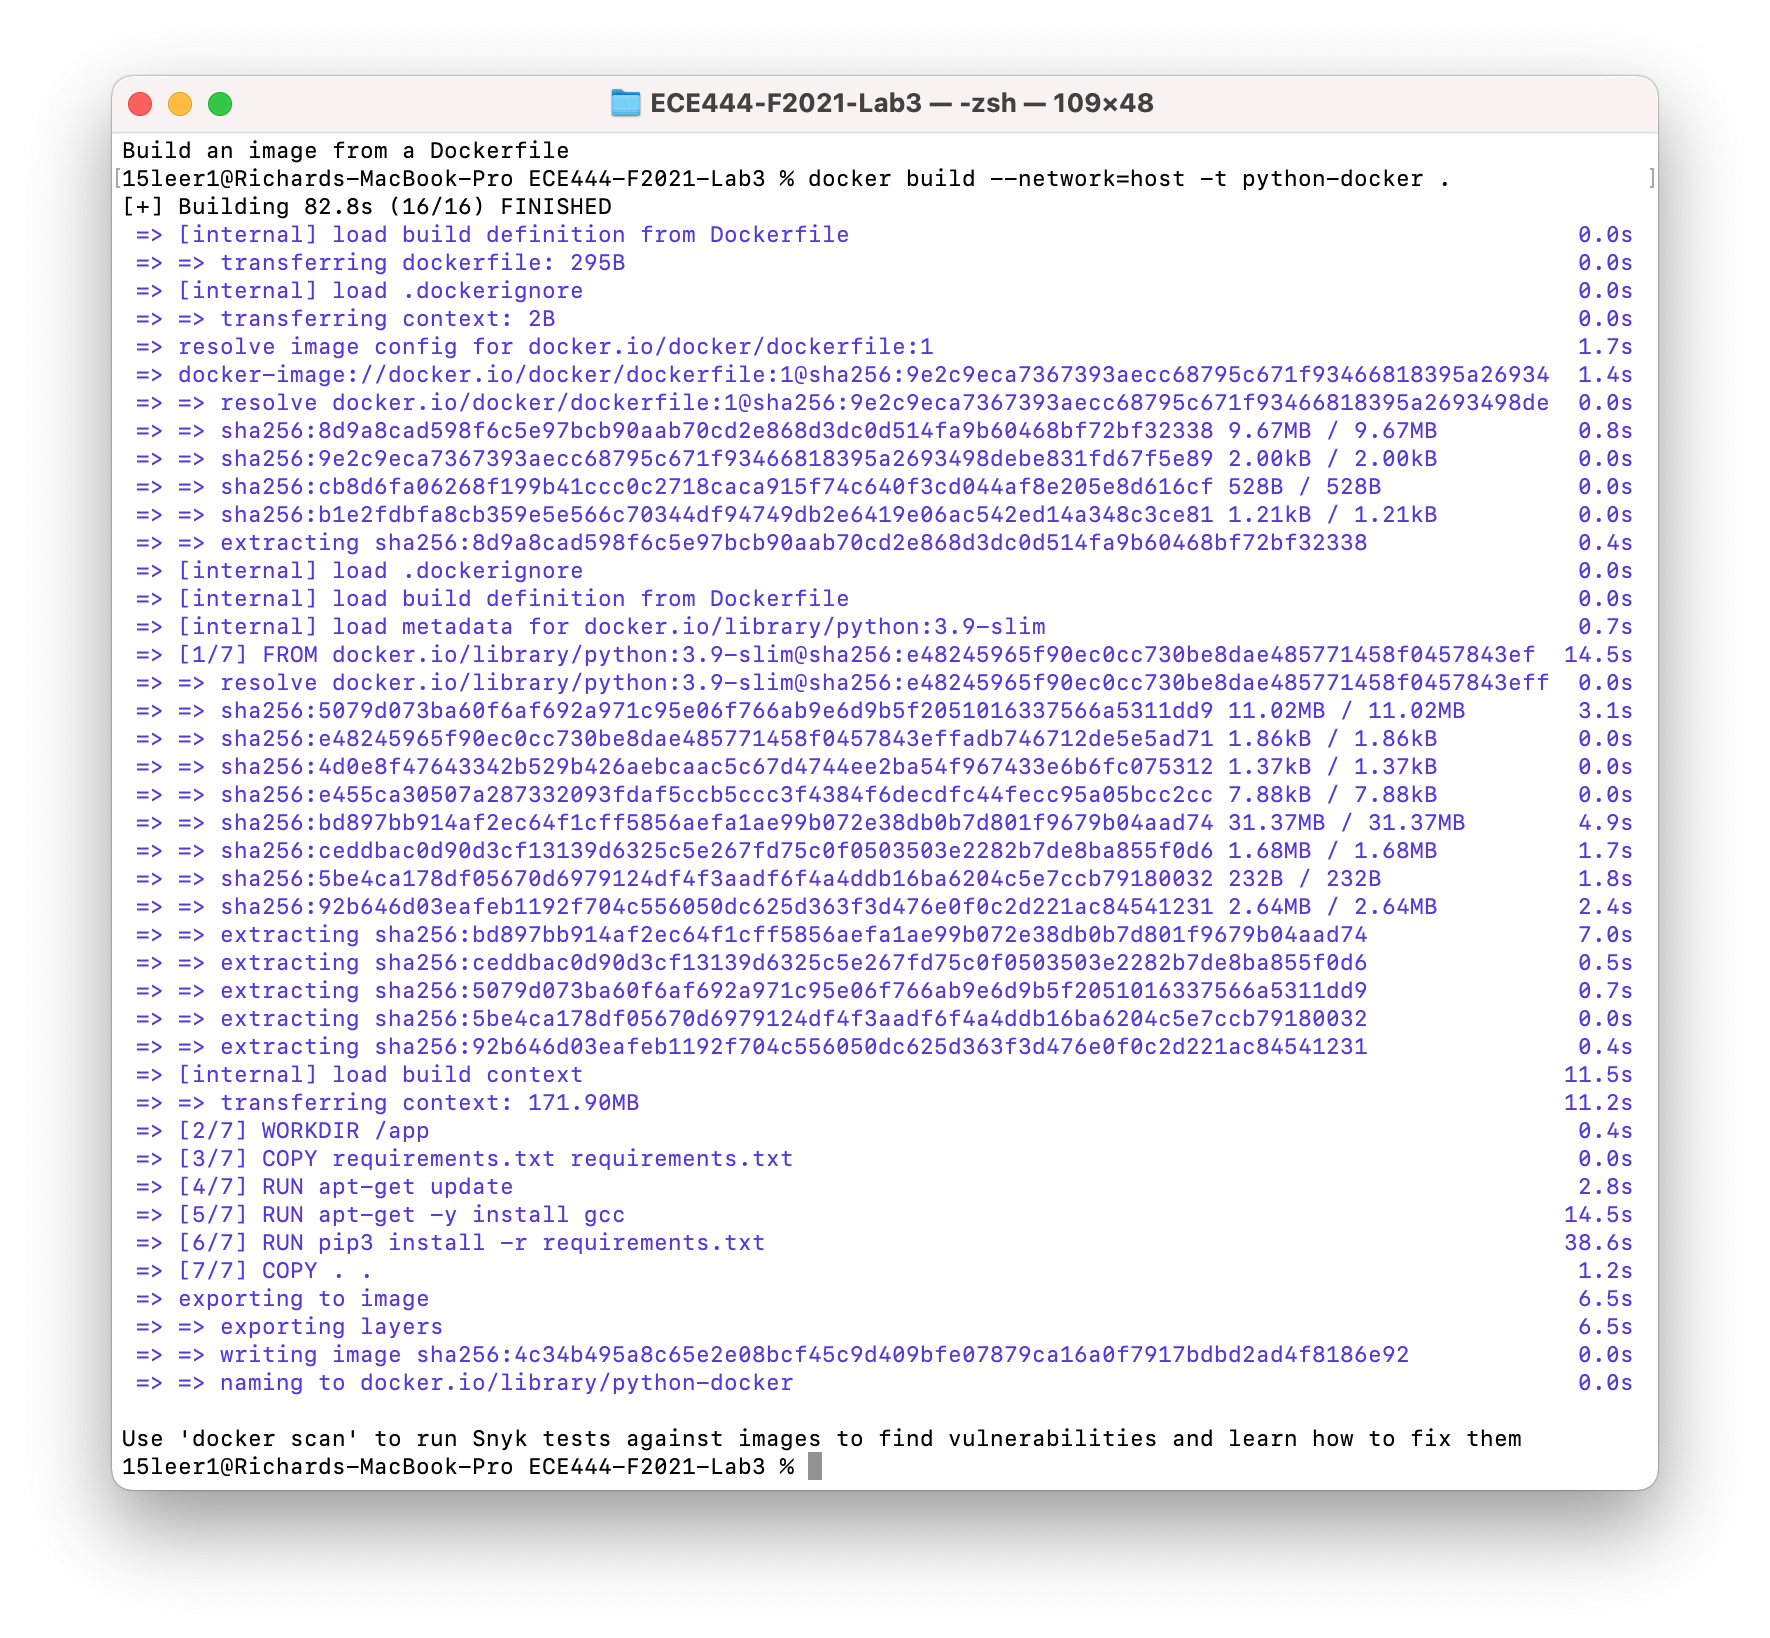 ECE444-F2021-Lab3 — -zsh — 109×48
Build an image from a Dockerfile
[15leer1@Richards-MacBook-Pro ECE444-F2021-Lab3 % docker build --network=host -t python-docker . ]
[+] Building 82.8s (16/16) FINISHED
=> [internal] load build definition from Dockerfile 0.0s
=> => transferring dockerfile: 295B 0.0s
=> [internal] load .dockerignore 0.0s
=> => transferring context: 2B 0.0s
=> resolve image config for docker.io/docker/dockerfile:1 1.7s
=> docker-image://docker.io/docker/dockerfile:1@sha256:9e2c9eca7367393aecc68795c671f93466818395a26934 1.4s
=> => resolve docker.io/docker/dockerfile:1@sha256:9e2c9eca7367393aecc68795c671f93466818395a2693498de 0.0s
=> => sha256:8d9a8cad598f6c5e97bcb90aab70cd2e868d3dc0d514fa9b60468bf72bf32338 9.67MB / 9.67MB 0.8s
=> => sha256:9e2c9eca7367393aecc68795c671f93466818395a2693498debe831fd67f5e89 2.00kB / 2.00kB 0.0s
=> => sha256:cb8d6fa06268f199b41ccc0c2718caca915f74c640f3cd044af8e205e8d616cf 528B / 528B 0.0s
=> => sha256:b1e2fdbfa8cb359e5e566c70344df94749db2e6419e06ac542ed14a348c3ce81 1.21kB / 1.21kB 0.0s
=> => extracting sha256:8d9a8cad598f6c5e97bcb90aab70cd2e868d3dc0d514fa9b60468bf72bf32338 0.4s
=> [internal] load .dockerignore 0.0s
=> [internal] load build definition from Dockerfile 0.0s
=> [internal] load metadata for docker.io/library/python:3.9-slim 0.7s
=> [1/7] FROM docker.io/library/python:3.9-slim@sha256:e48245965f90ec0cc730be8dae485771458f0457843ef 14.5s
=> => resolve docker.io/library/python:3.9-slim@sha256:e48245965f90ec0cc730be8dae485771458f0457843eff 0.0s
=> => sha256:5079d073ba60f6af692a971c95e06f766ab9e6d9b5f2051016337566a5311dd9 11.02MB / 11.02MB 3.1s
=> => sha256:e48245965f90ec0cc730be8dae485771458f0457843effadb746712de5e5ad71 1.86kB / 1.86kB 0.0s
=> => sha256:4d0e8f47643342b529b426aebcaac5c67d4744ee2ba54f967433e6b6fc075312 1.37kB / 1.37kB 0.0s
=> => sha256:e455ca30507a287332093fdaf5ccb5ccc3f4384f6decdfc44fecc95a05bcc2cc 7.88kB / 7.88kB 0.0s
=> => sha256:bd897bb914af2ec64f1cff5856aefa1ae99b072e38db0b7d801f9679b04aad74 31.37MB / 31.37MB 4.9s
=> => sha256:ceddbac0d90d3cf13139d6325c5e267fd75c0f0503503e2282b7de8ba855f0d6 1.68MB / 1.68MB 1.7s
=> => sha256:5be4ca178df05670d6979124df4f3aadf6f4a4ddb16ba6204c5e7ccb79180032 232B / 232B 1.8s
=> => sha256:92b646d03eafeb1192f704c556050dc625d363f3d476e0f0c2d221ac84541231 2.64MB / 2.64MB 2.4s
=> => extracting sha256:bd897bb914af2ec64f1cff5856aefa1ae99b072e38db0b7d801f9679b04aad74 7.0s
=> => extracting sha256:ceddbac0d90d3cf13139d6325c5e267fd75c0f0503503e2282b7de8ba855f0d6 0.5s
=> => extracting sha256:5079d073ba60f6af692a971c95e06f766ab9e6d9b5f2051016337566a5311dd9 0.7s
=> => extracting sha256:5be4ca178df05670d6979124df4f3aadf6f4a4ddb16ba6204c5e7ccb79180032 0.0s
=> => extracting sha256:92b646d03eafeb1192f704c556050dc625d363f3d476e0f0c2d221ac84541231 0.4s
=> [internal] load build context 11.5s
=> => transferring context: 171.90MB 11.2s
=> [2/7] WORKDIR /app 0.4s
=> [3/7] COPY requirements.txt requirements.txt 0.0s
=> [4/7] RUN apt-get update 2.8s
=> [5/7] RUN apt-get -y install gcc 14.5s
=> [6/7] RUN pip3 install -r requirements.txt 38.6s
=> [7/7] COPY . . 1.2s
=> exporting to image 6.5s
=> => exporting layers 6.5s
=> => writing image sha256:4c34b495a8c65e2e08bcf45c9d409bfe07879ca16a0f7917bdbd2ad4f8186e92 0.0s
=> => naming to docker.io/library/python-docker 0.0s
Use 'docker scan' to run Snyk tests against images to find vulnerabilities and learn how to fix them
15leer1@Richards-MacBook-Pro ECE444-F2021-Lab3 %